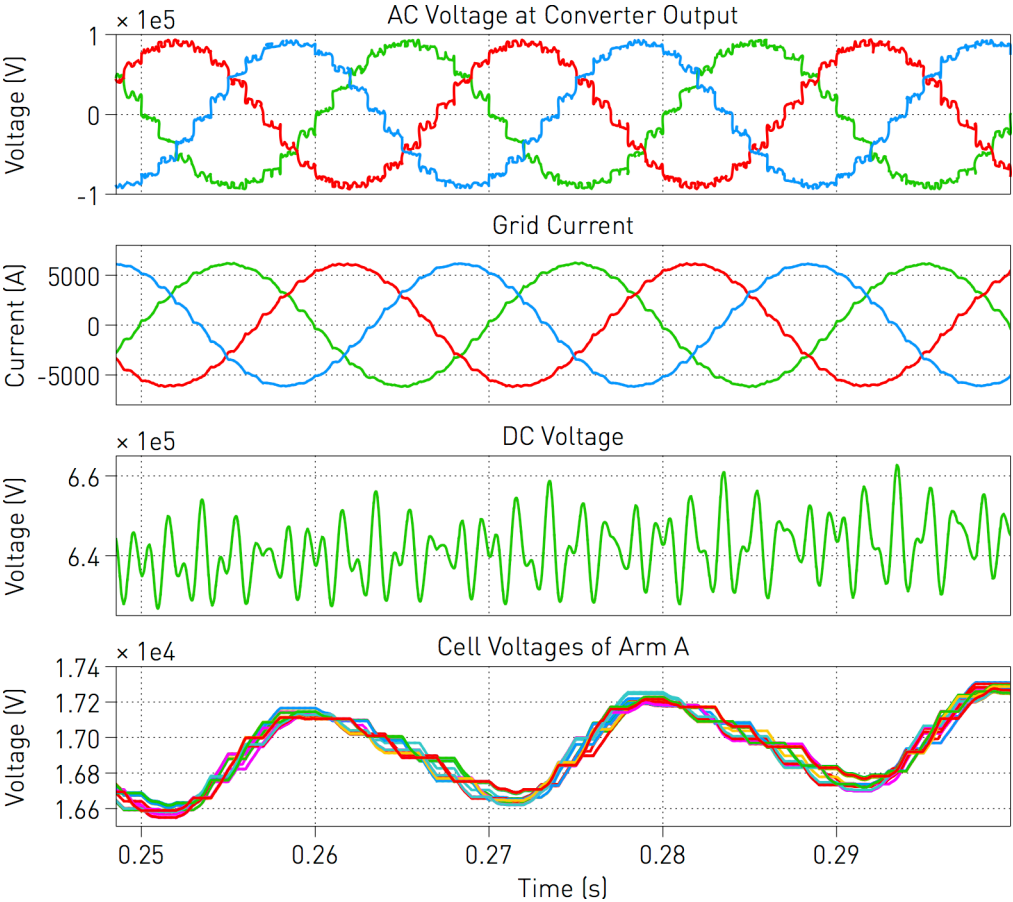 AC Voltage at Converter Output
× 1e5
1
0
-1
Voltage (V)
Grid Current
5000
0
-5000
Current (A)
DC Voltage
× 1e5
6.6
6.4
Voltage (V)
Cell Voltages of Arm A
× 1e4
1.74
1.72
1.70
1.68
1.66
Voltage (V)
0.25 0.26 0.27 0.28 0.29
Time (s)